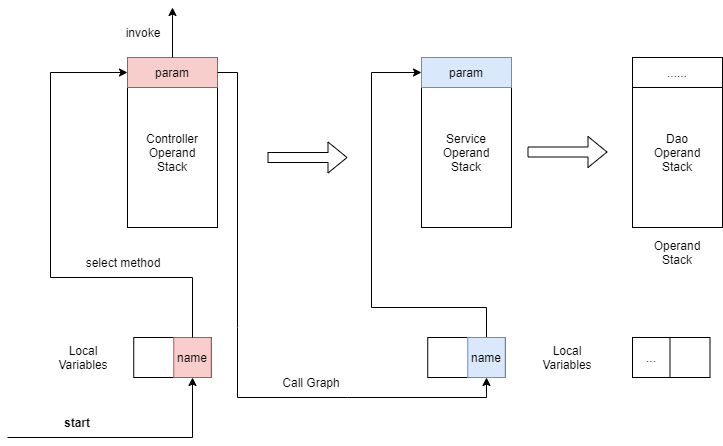 invoke
param
param
......
Controller
Operand
Stack
Service
Operand
Stack
Dao
Operand
Stack
Operand
Stack
select method
Local
Variables
name
name
Local
Variables
...
Call Graph
start